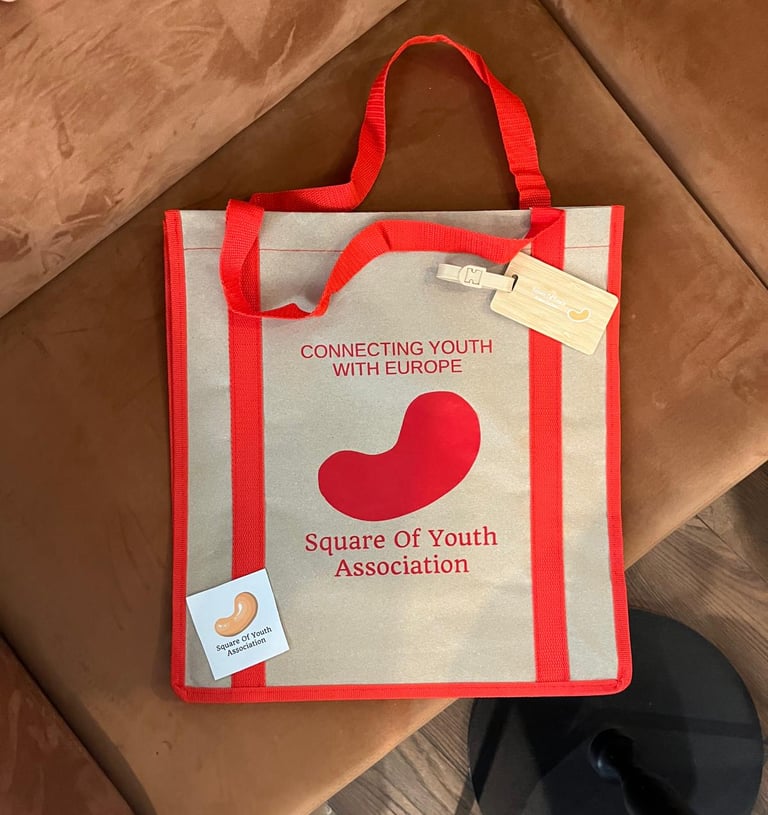 CONNECTING YOUTH
WITH EUROPE
Square Of Youth
Association
Square Of Youth
Association